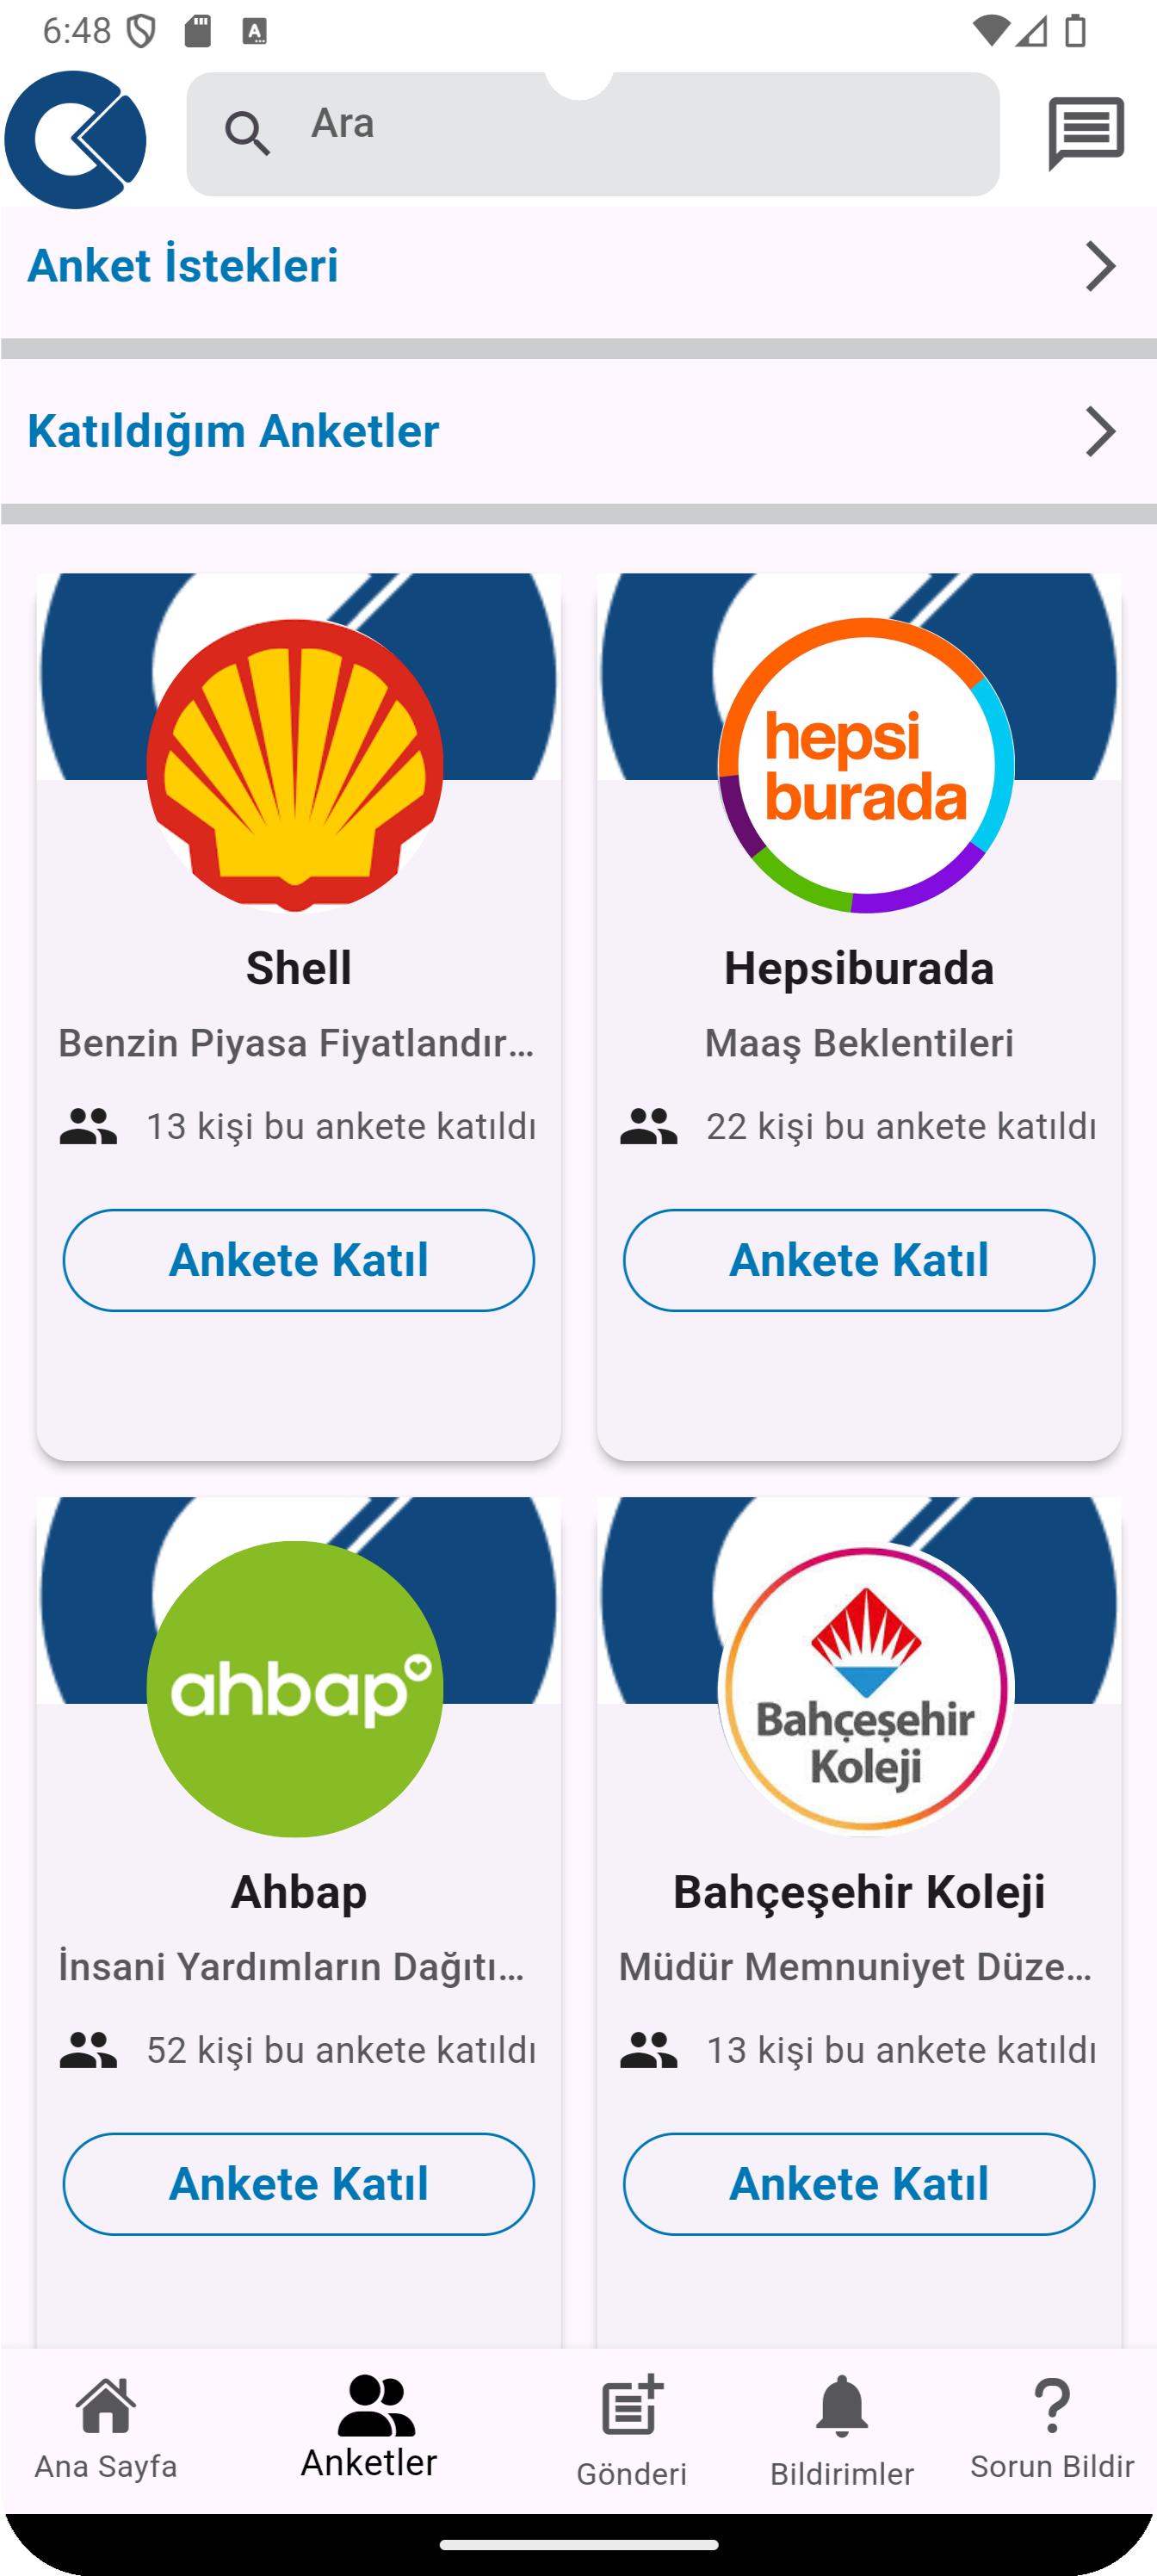 6:48
A
Ara
Anket İstekleri
Katıldığım Anketler
hepsi
burada
Shell
Hepsiburada
Benzin Piyasa Fiyatlandır...
Maaş Beklentileri
13 kişi bu ankete katıldı
22 kişi bu ankete katıldı
Ankete Katıl
Ankete Katıl
ahbap
Bahçeşehir
Koleji
Ahbap
Bahçeşehir Koleji
İnsani Yardımların Dağıtı...
Müdür Memnuniyet Düze...
52 kişi bu ankete katıldı
13 kişi bu ankete katıldı
Ankete Katıl
Ankete Katıl
Ana Sayfa
Anketler
Gönderi
Bildirimler
Sorun Bildir